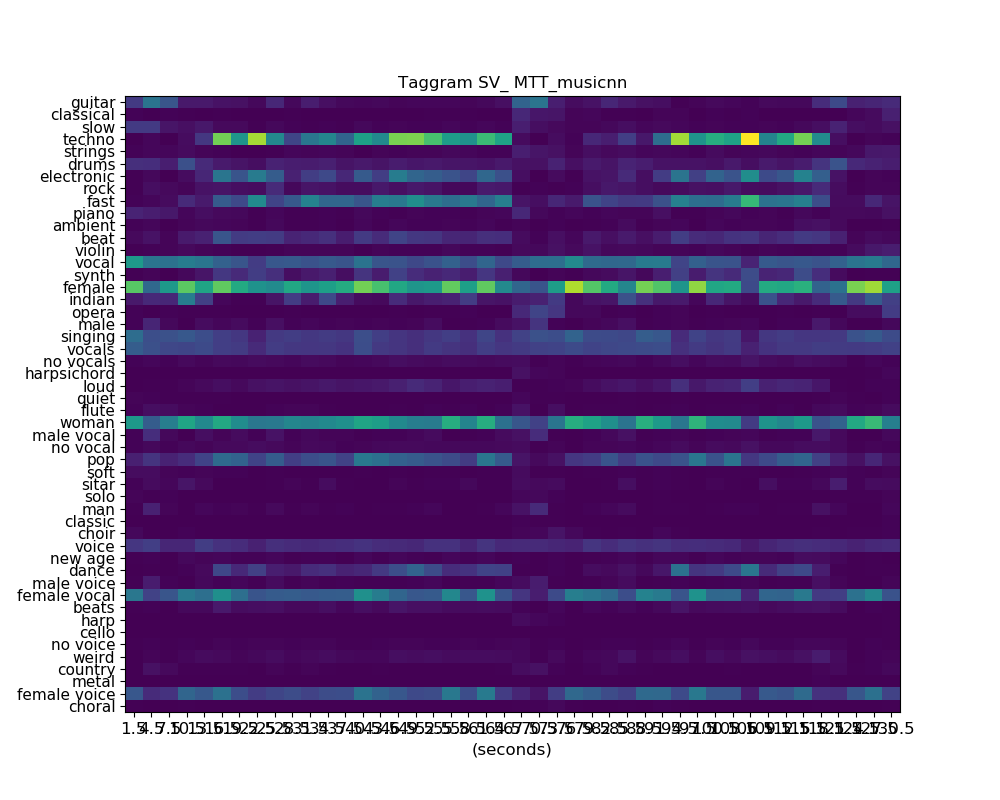 Taggram SV_ MTT_musicnn
guitar
classical
slow
techno
strings
drums
electronic
rock
fast
piano
ambient
beat
violin
vocal
synth
female
indian
opera
male
singing
vocals
no vocals
harpsichord
loud
quiet
flute
woman
male vocal
no vocal
pop
soft
sitar
solo
man
classic
choir
voice
new age
dance
male voice
female vocal
beats
harp
cello
no voice
weird
country
metal
female voice
choral
(seconds)